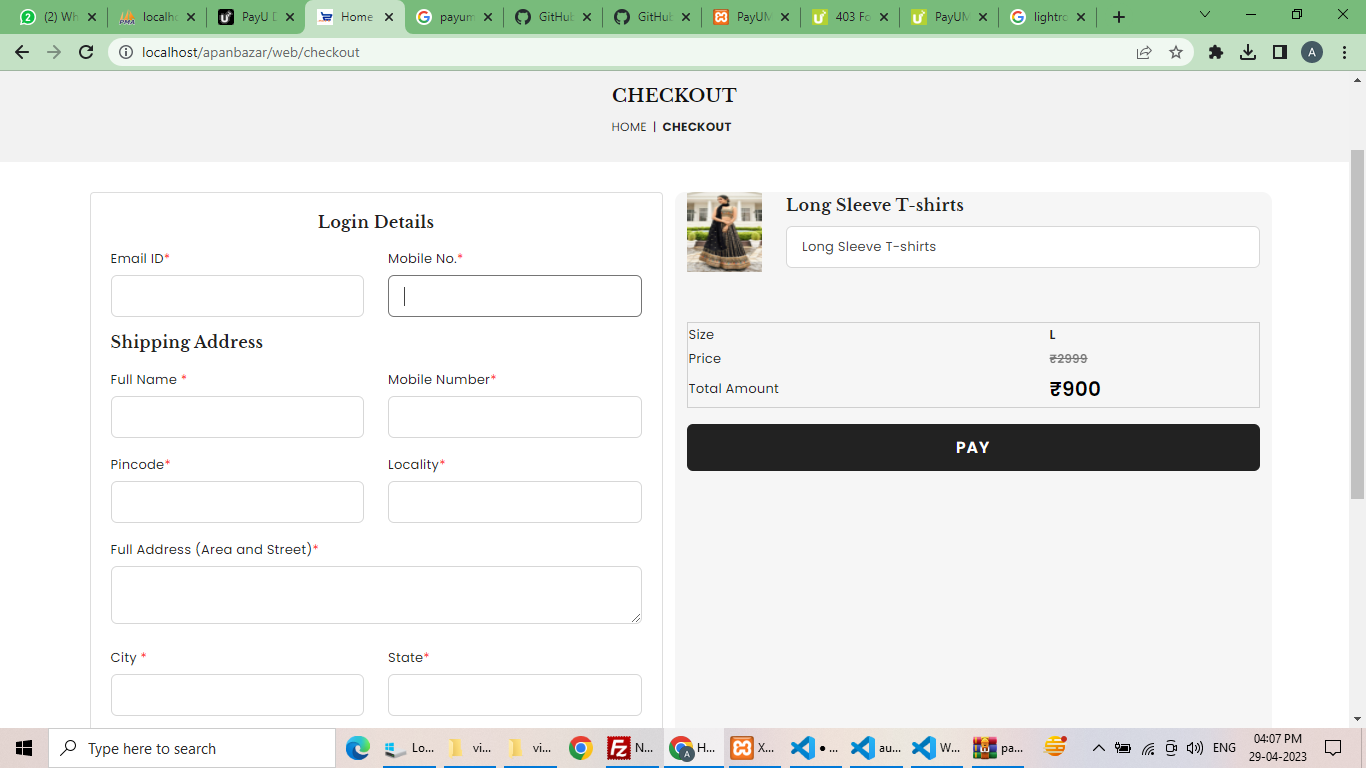 (2) Wh
localho
PayU D
Home
payum
GitHub
GitHub
PayUM
403 Fo
PayUM
lightro
localhost/apanbazar/web/checkout
A
CHECKOUT
HOME | CHECKOUT
Login Details
Email ID*
Mobile No.*
Shipping Address
Full Name *
Mobile Number*
Pincode*
Locality*
Full Address (Area and Street)*
City *
State*
Long Sleeve T-shirts
Long Sleeve T-shirts
Size L
Price ₹2999
Total Amount ₹900
PAY
Type here to search
Lo...
vi...
vi...
N...
H...
X...
● ...
au...
W...
pa...
ENG
04:07 PM
29-04-2023